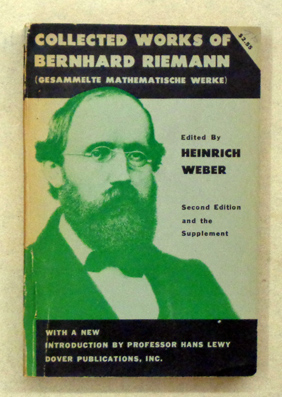 $2.95
COLLECTED WORKS OF
BERNHARD RIEMANN
(GESAMMELTE MATHEMATISCHE WERKE)
Edited By
HEINRICH
WEBER
Second Edition
and the
Supplement
WITH A NEW
INTRODUCTION BY PROFESSOR HANS LEWY
DOVER PUBLICATIONS, INC.